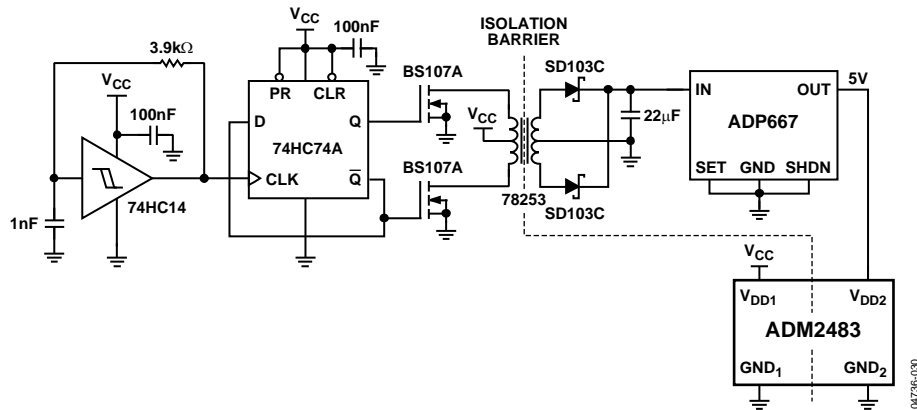 ISOLATION
BARRIER
VCC
100nF
3.9kΩ
VCC
100nF
PR CLR
D Q
74HC74A
CLK Q
74HC14
1nF
BS107A
VCC
BS107A
78253
SD103C
SD103C
22μF
IN OUT
5V
ADP667
SET GND SHDN
VCC
VDD1 VDD2
ADM2483
GND1 GND2
04736-030